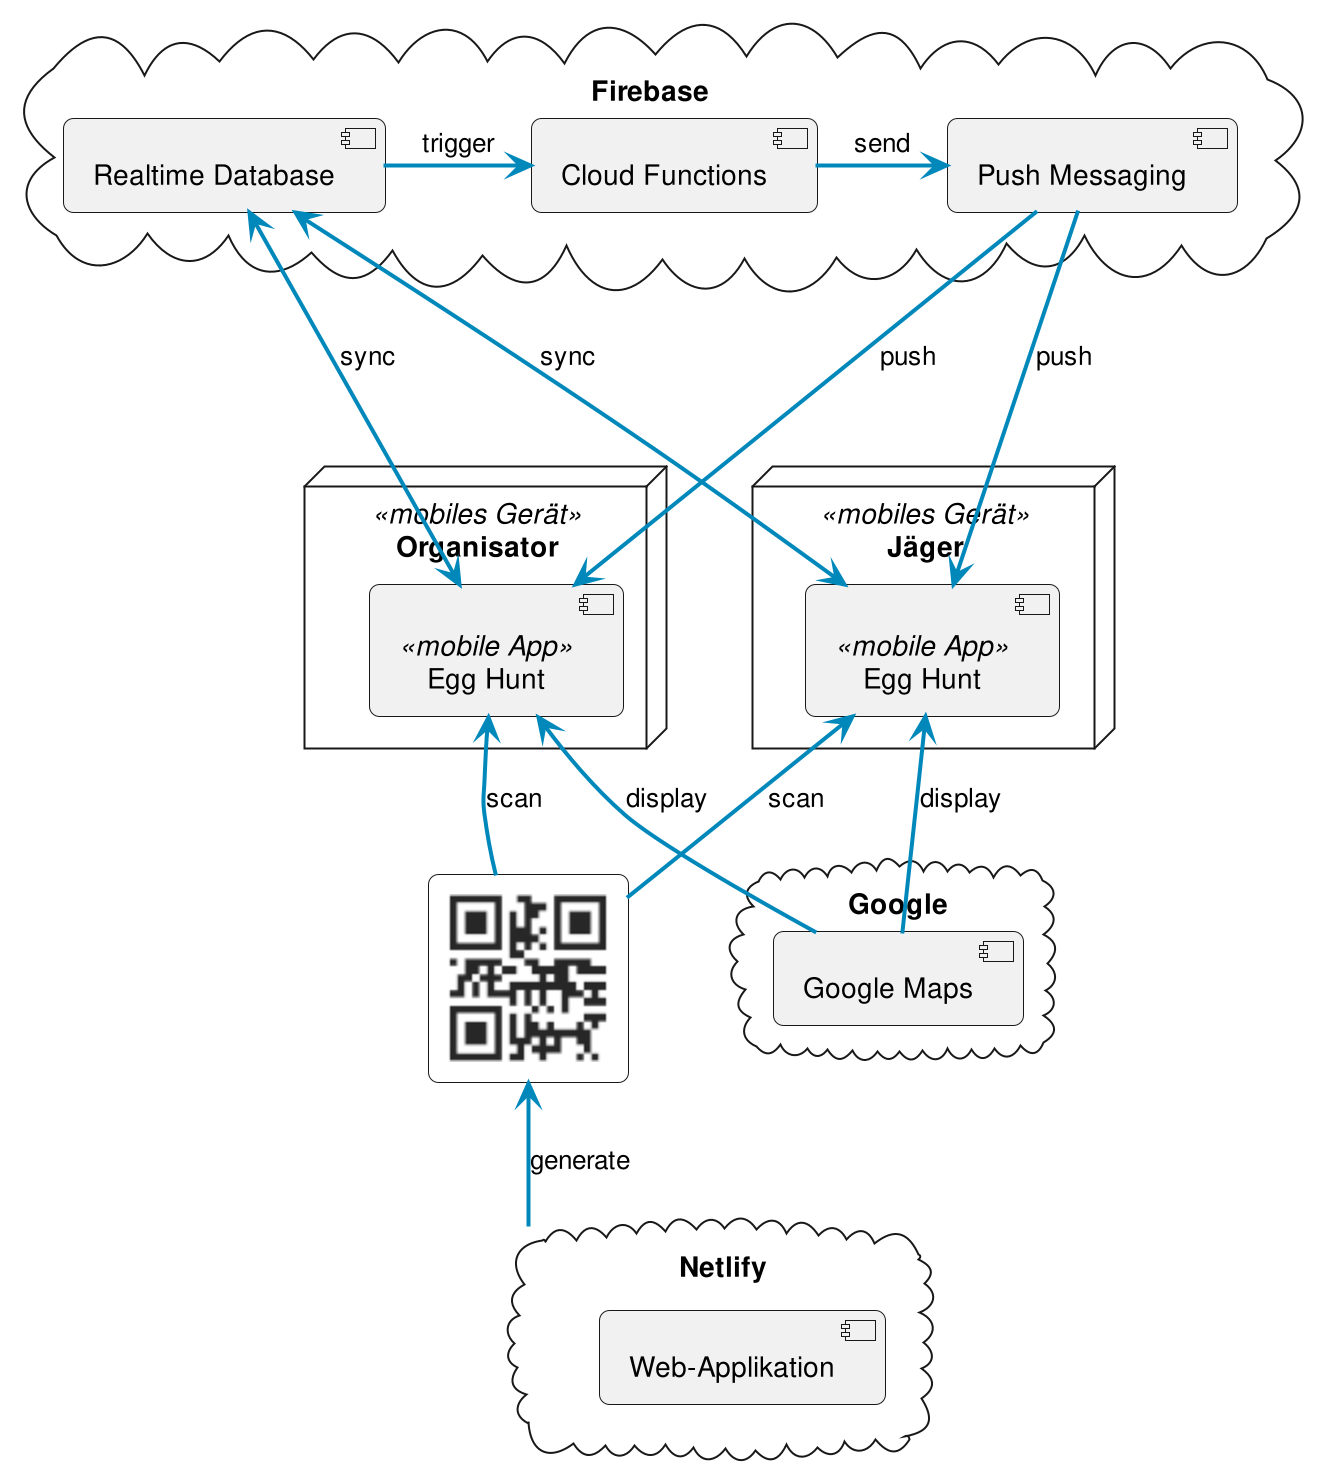 Firebase
Realtime Database
trigger
Cloud Functions
send
Push Messaging
sync
sync
push
push
«mobiles Gerät»
Organisator
«mobile App»
Egg Hunt
«mobiles Gerät»
Jäger
«mobile App»
Egg Hunt
scan
display
scan
display
Google
Google Maps
generate
Netlify
Web-Applikation